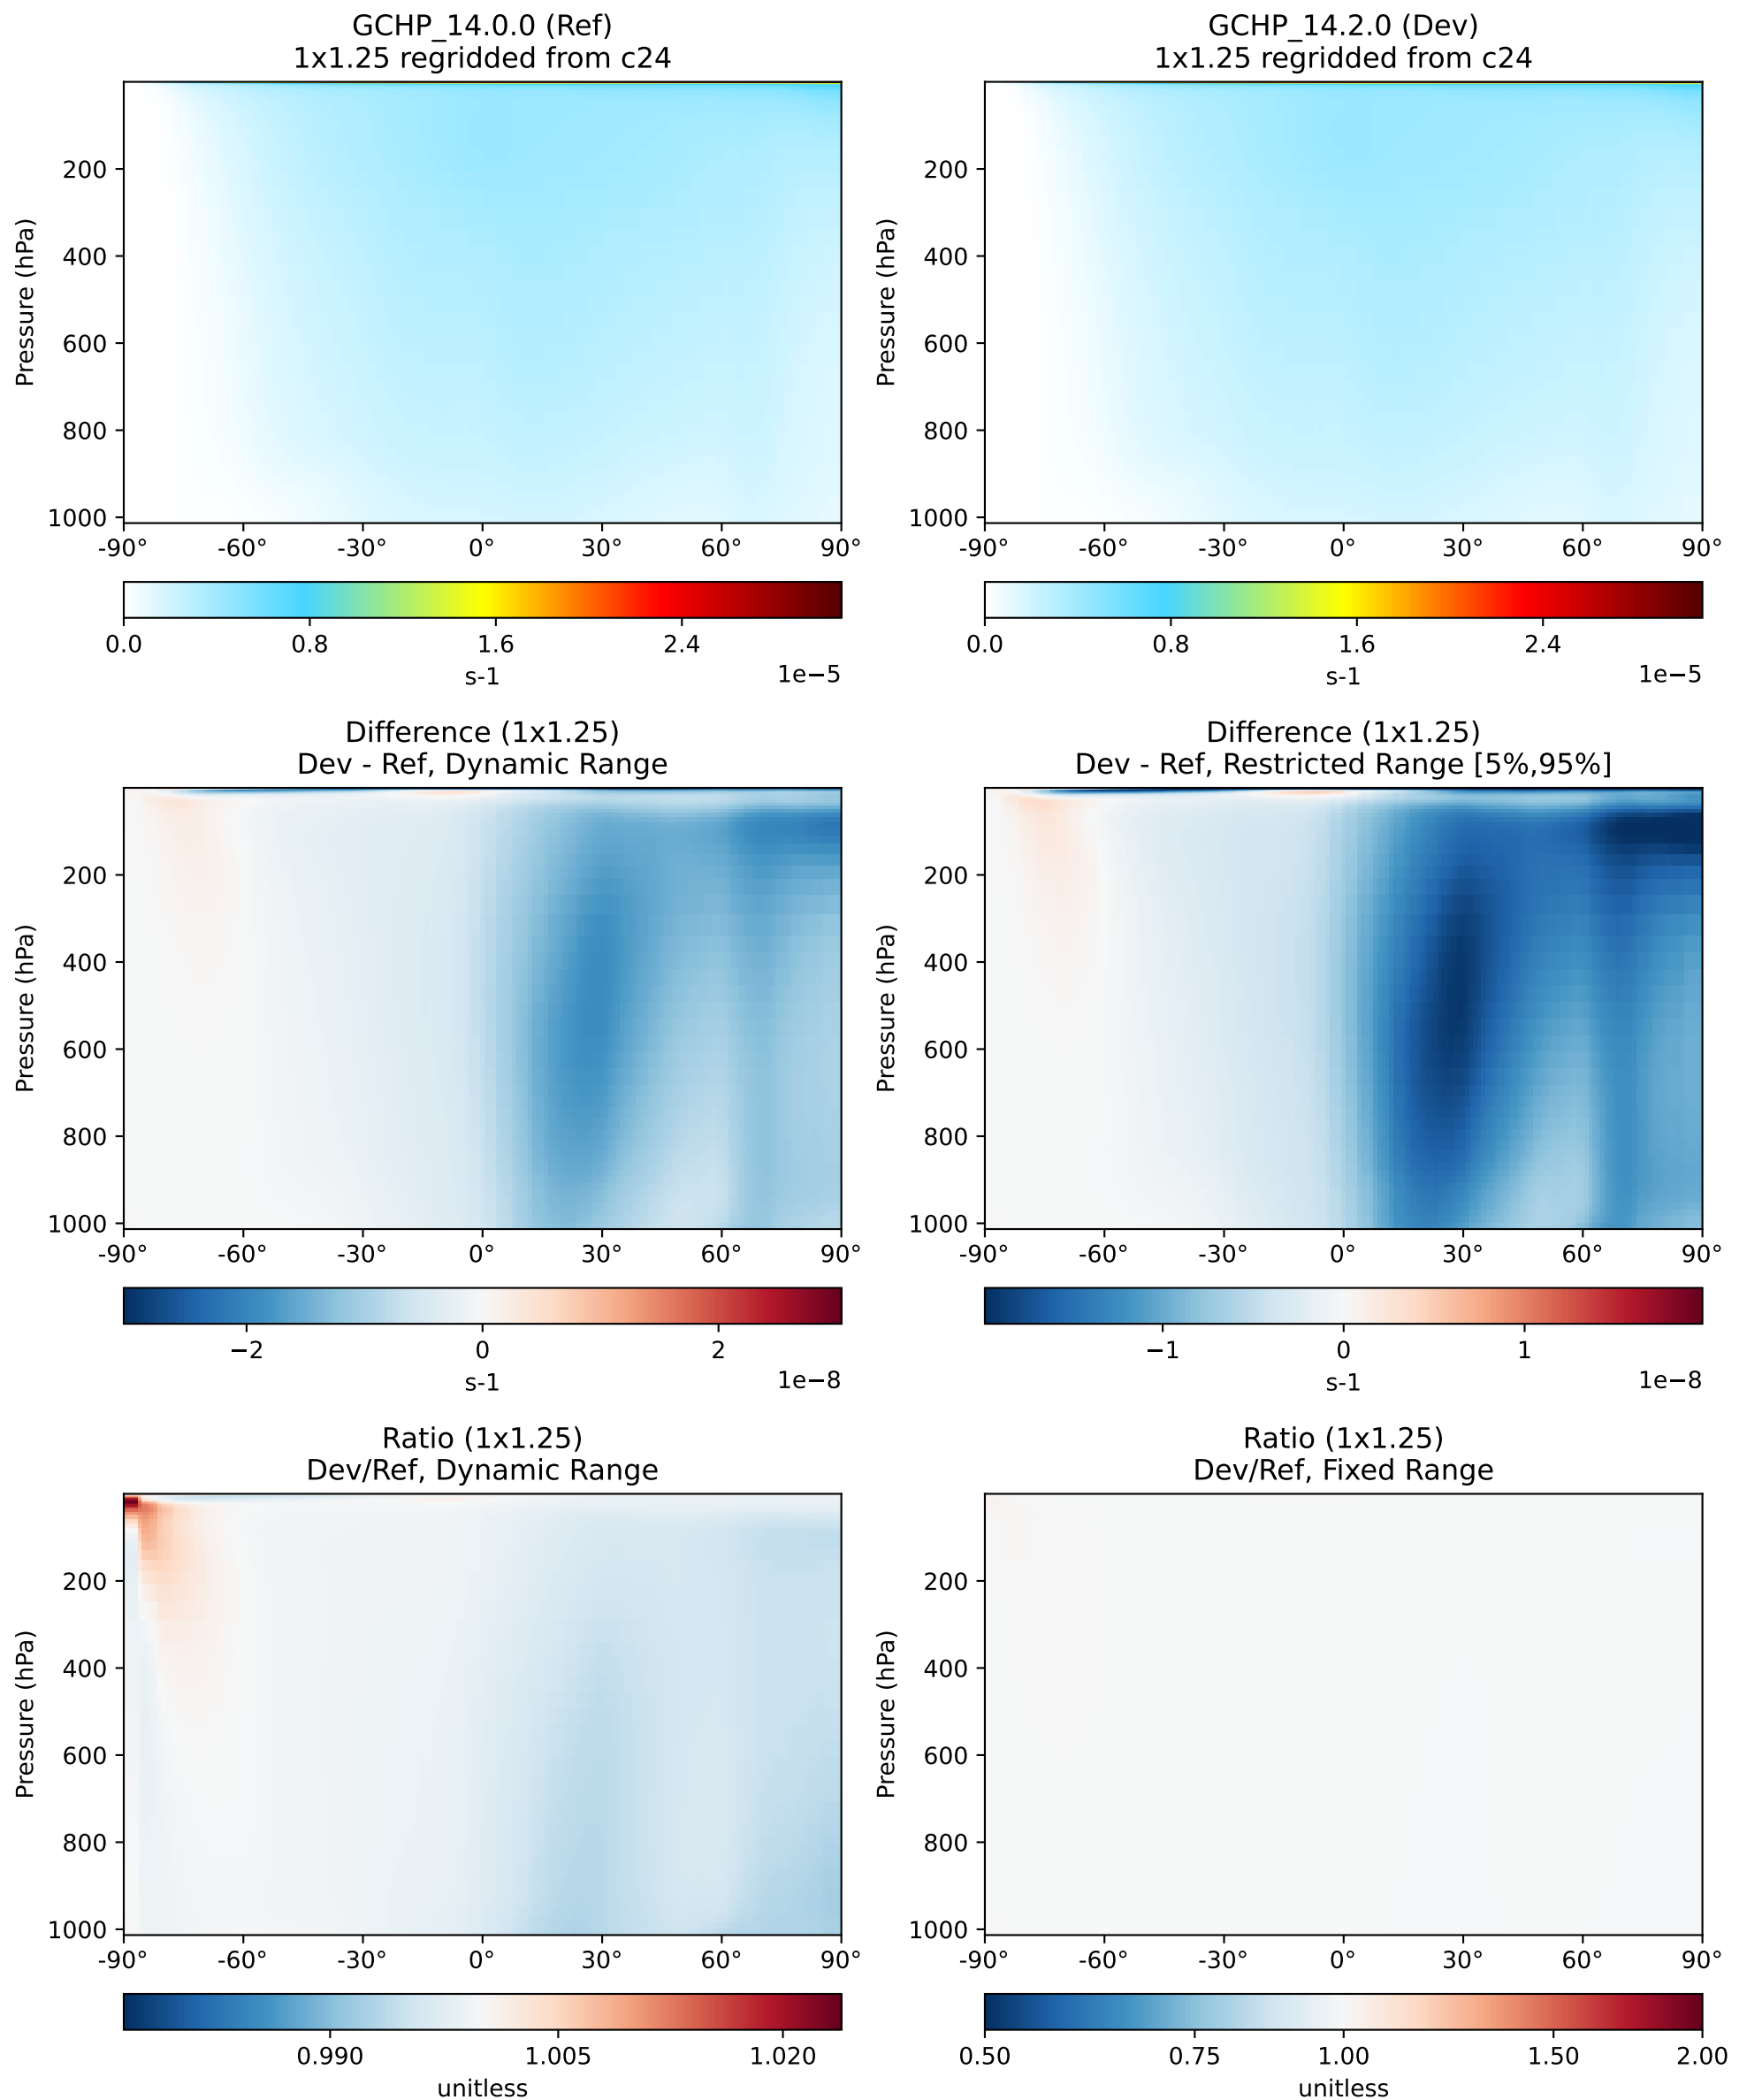 GCHP_14.0.0 (Ref)
1x1.25 regridded from c24
Pressure (hPa)
200
400
600
800
1000
-90° -60° -30° 0° 30° 60° 90°
0.0 0.8 1.6 2.4
s-1 1e−5
GCHP_14.2.0 (Dev)
1x1.25 regridded from c24
Pressure (hPa)
200
400
600
800
1000
-90° -60° -30° 0° 30° 60° 90°
0.0 0.8 1.6 2.4
s-1 1e−5
Difference (1x1.25)
Dev - Ref, Dynamic Range
Pressure (hPa)
200
400
600
800
1000
-90° -60° -30° 0° 30° 60° 90°
−2 0 2
s-1 1e−8
Difference (1x1.25)
Dev - Ref, Restricted Range [5%,95%]
Pressure (hPa)
200
400
600
800
1000
-90° -60° -30° 0° 30° 60° 90°
−1 0 1
s-1 1e−8
Ratio (1x1.25)
Dev/Ref, Dynamic Range
Pressure (hPa)
200
400
600
800
1000
-90° -60° -30° 0° 30° 60° 90°
0.990 1.005 1.020
unitless
Ratio (1x1.25)
Dev/Ref, Fixed Range
Pressure (hPa)
200
400
600
800
1000
-90° -60° -30° 0° 30° 60° 90°
0.50 0.75 1.00 1.50 2.00
unitless